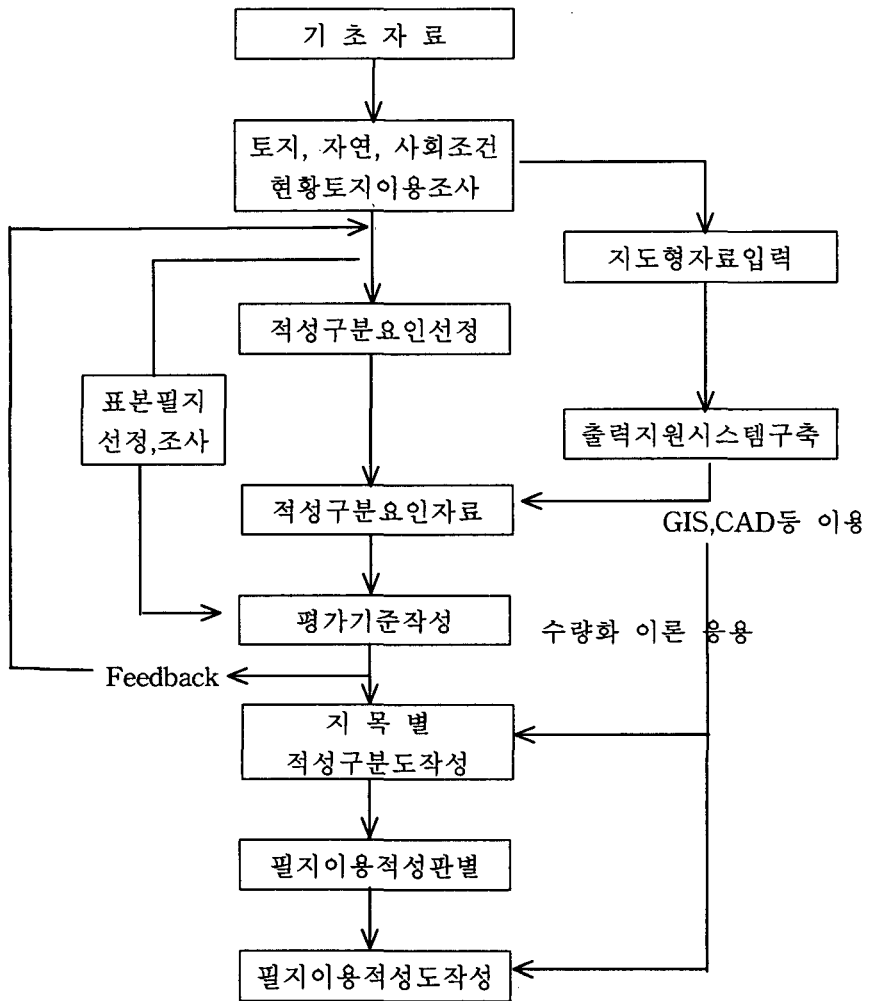 기 초 자 료
토지, 자연, 사회조건
현황토지이용조사
지도형자료입력
적성구분요인선정
표본필지
선정,조사
출력지원시스템구축
적성구분요인자료
GIS,CAD등 이용
평가기준작성
수량화 이론 응용
Feedback
지 목 별
적성구분도작성
필지이용적성판별
필지이용적성도작성